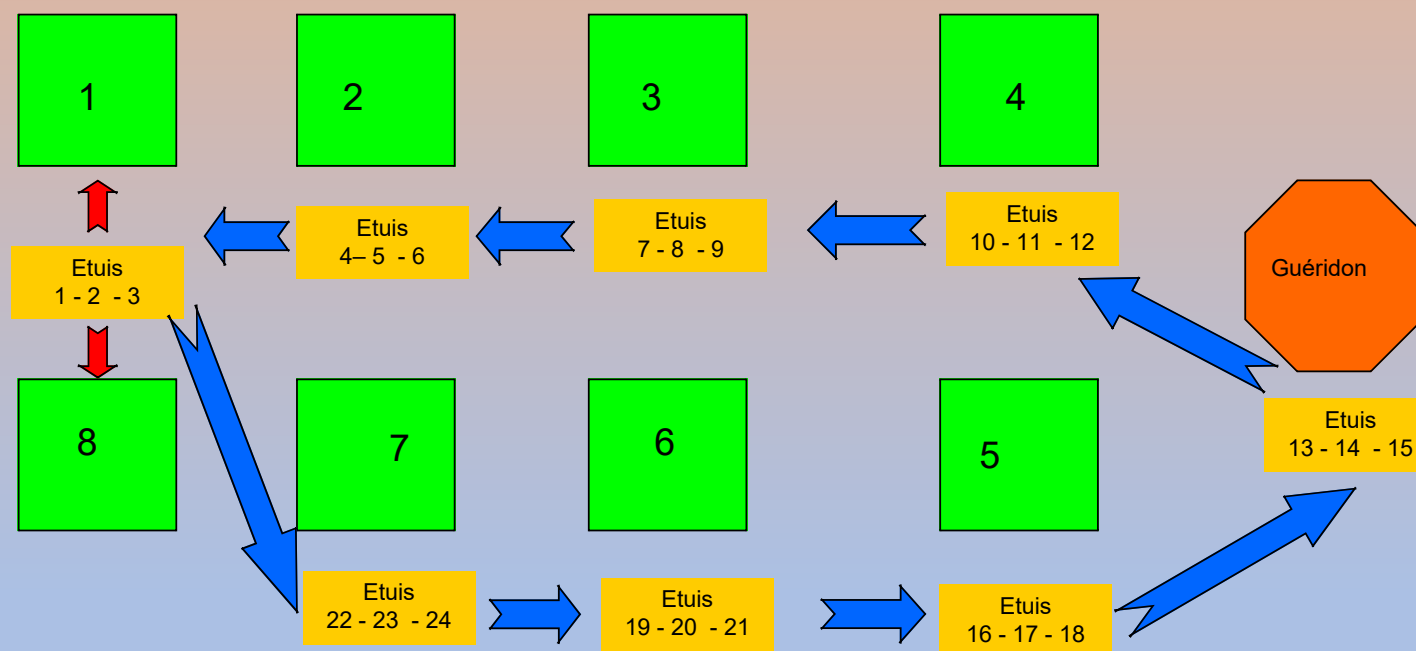 1
2
3
4
Etuis
1 - 2  - 3
Etuis
4– 5  - 6
Etuis
7 - 8  - 9
Etuis
10 - 11  - 12
Guéridon
Etuis
13 - 14  - 15
8
7
6
5
Etuis
22 - 23  - 24
Etuis
19 - 20  - 21
Etuis
16 - 17 - 18